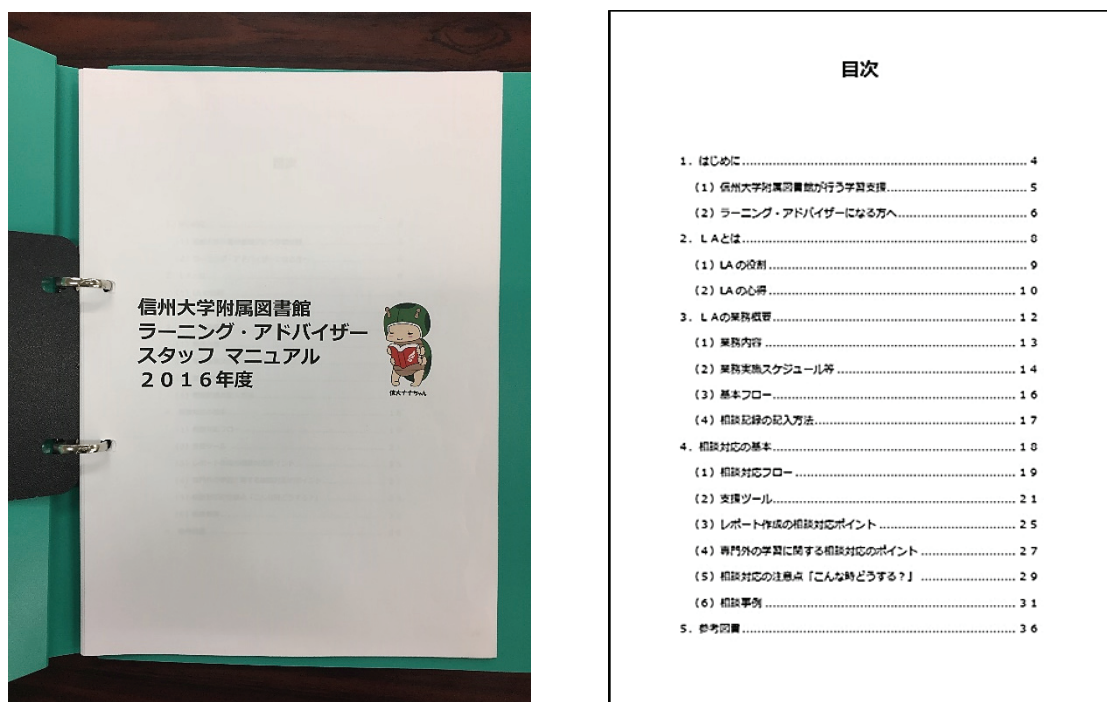 信州大学附属図書館
ラーニング・アドバイザー
スタッフ マニュアル
2016年度
信大ナナちゃん
目次
1. はじめに 4
(1) 信州大学附属図書館が行う学習支援 5
(2) ラーニング・アドバイザーになる方へ 6
2. LAとは 8
(1) LAの役割 9
(2) LAの心得 10
3. LAの業務概要 12
(1) 業務内容 13
(2) 業務実施スケジュール等 14
(3) 基本フロー 16
(4) 相談記録の記入方法 17
4. 相談対応の基本 18
(1) 相談対応フロー 19
(2) 支援ツール 21
(3) レポート作成の相談対応ポイント 25
(4) 専門外の学習に関する相談対応のポイント 27
(5) 相談対応の注意点「こんな時どうする?」 29
(6) 相談事例 31
5. 参考図書 36